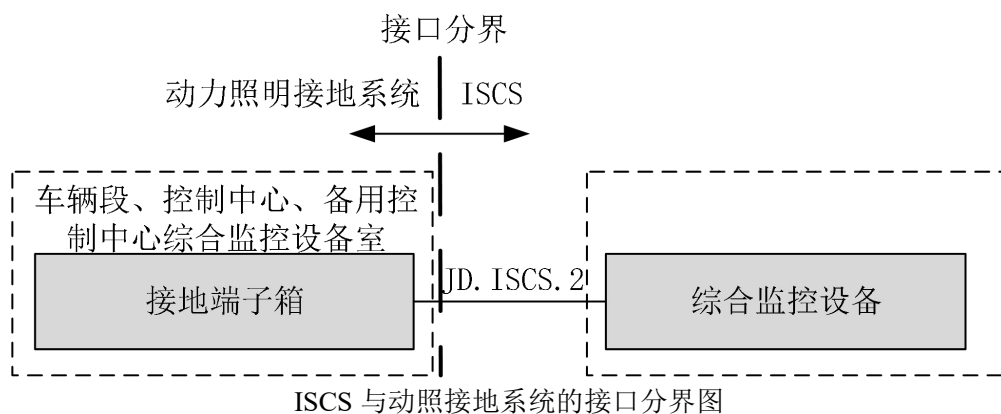 接口分界
动力照明接地系统 ISCS
车辆段、控制中心、备用控
制中心综合监控设备室
接地端子箱
JD.ISCS.2
综合监控设备
ISCS 与动照接地系统的接口分界图